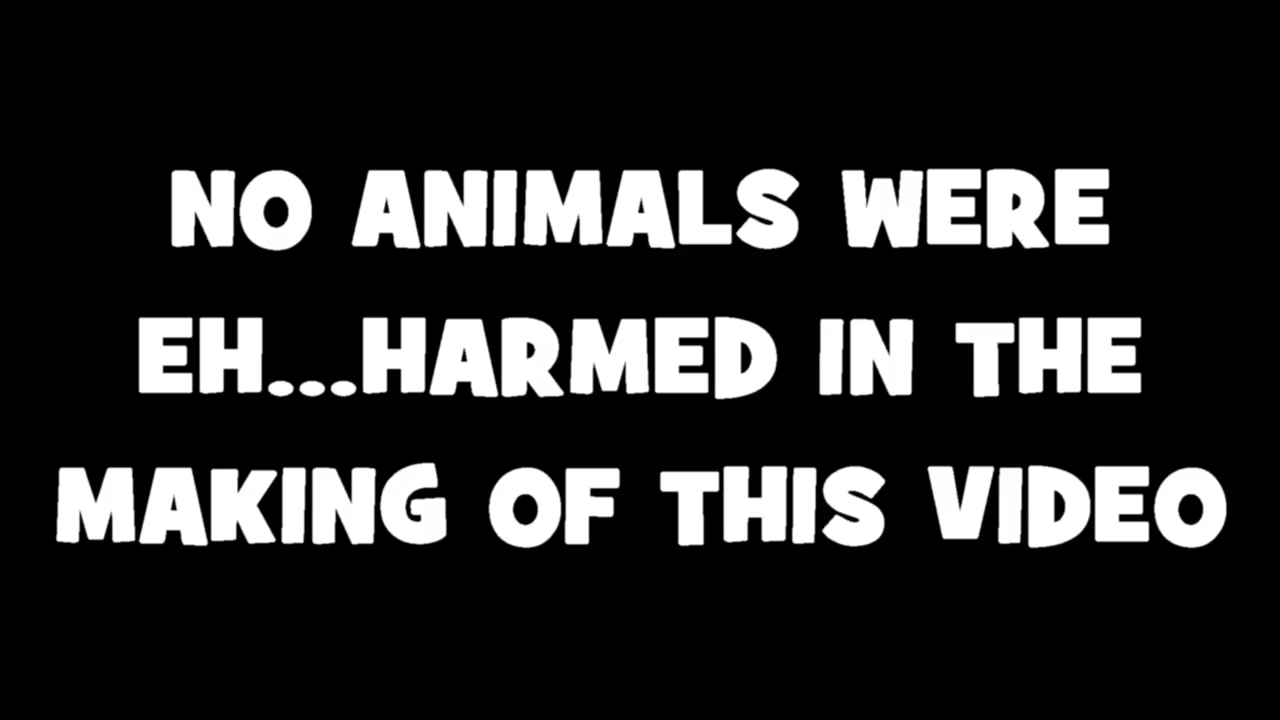 NO ANIMALS WERE
EH...HARMED IN THE
MAKING OF THIS VIDEO